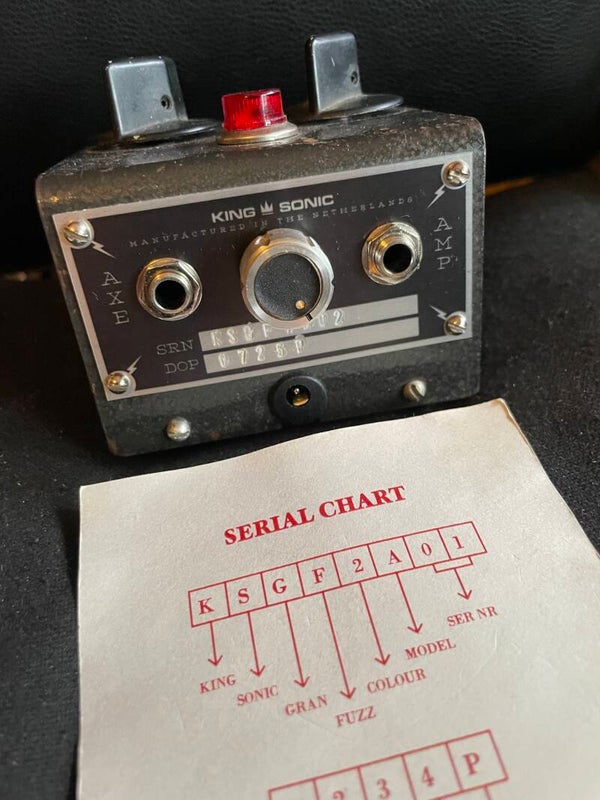 KING SONIC
MANUFACTURED IN THE NETHERLANDS
AXE
AMP
SRN
DOP
SERIAL CHART
K S G F 2 A 0 1
SER NR
MODEL
COLOUR
FUZZ
GRAN
SONIC
KING
2 3 4 P